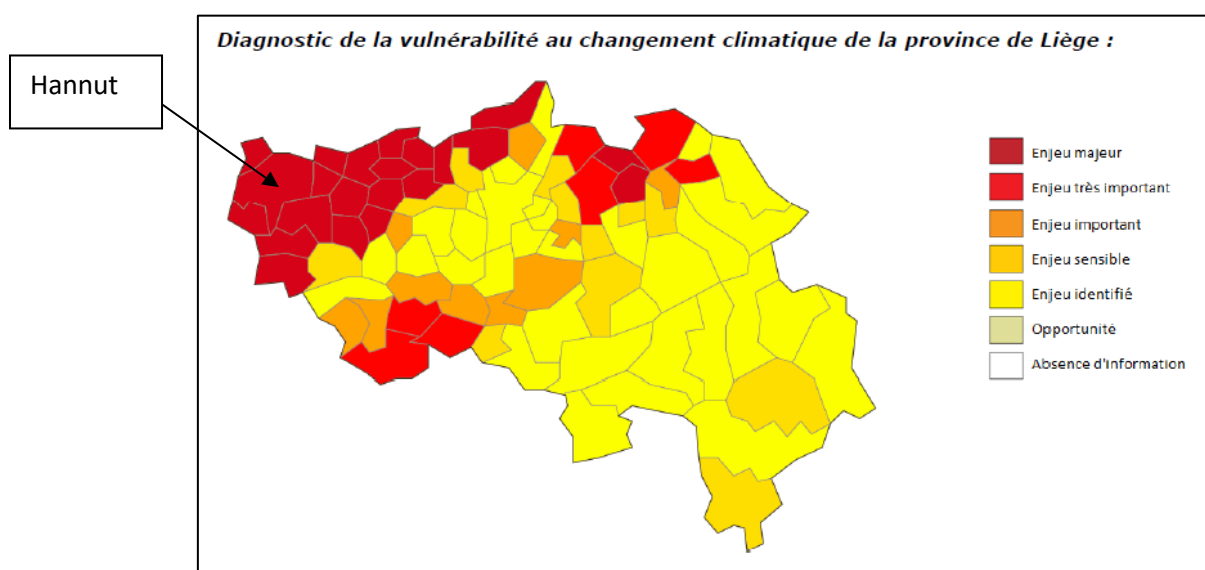 Diagnostic de la vulnérabilité au changement climatique de la province de Liège :
Hannut
Enjeu majeur
Enjeu très important
Enjeu important
Enjeu sensible
Enjeu identifié
Opportunité
Absence d'information